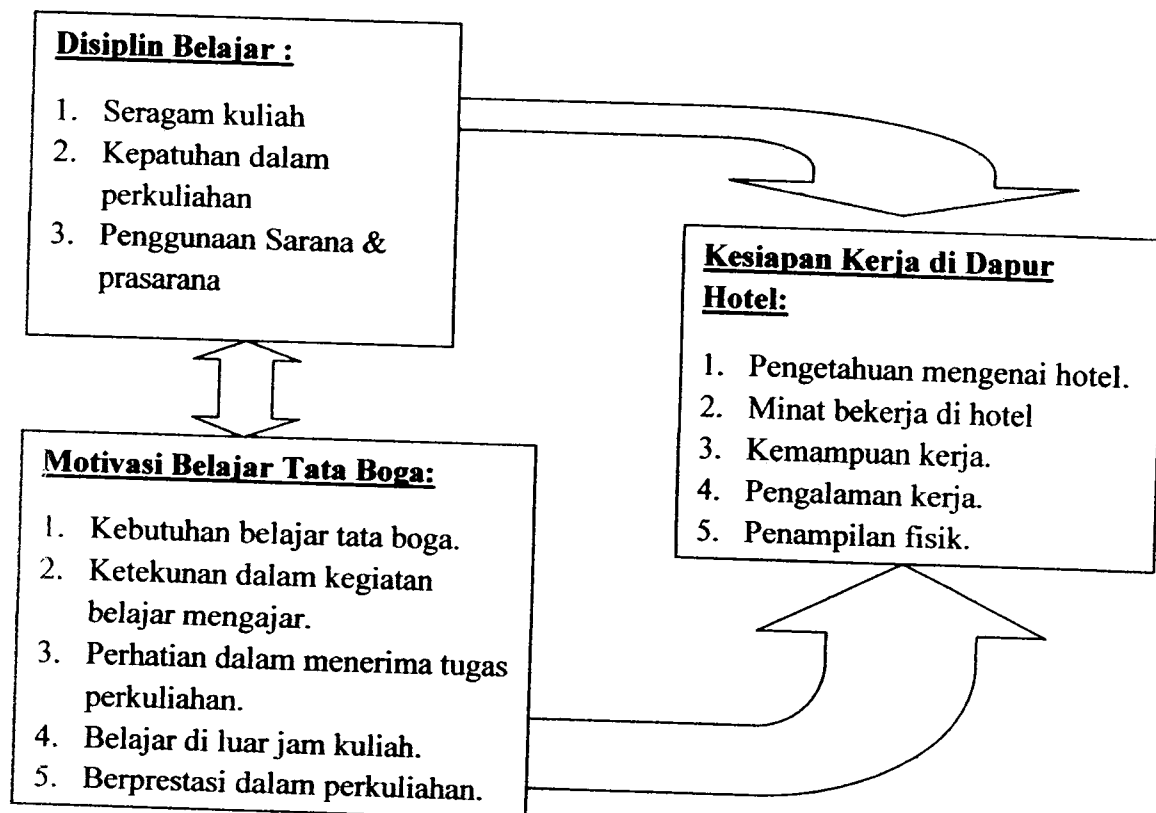 Disiplin Belajar :
1. Seragam kuliah
2. Kepatuhan dalam
perkuliahan
3. Penggunaan Sarana &
prasarana
Kesiapan Kerja di Dapur
Hotel:
1. Pengetahuan mengenai hotel.
2. Minat bekerja di hotel
3. Kemampuan kerja.
4. Pengalaman kerja.
5. Penampilan fisik.
Motivasi Belajar Tata Boga:
1. Kebutuhan belajar tata boga.
2. Ketekunan dalam kegiatan
belajar mengajar.
3. Perhatian dalam menerima tugas
perkuliahan.
4. Belajar di luar jam kuliah.
5. Berprestasi dalam perkuliahan.